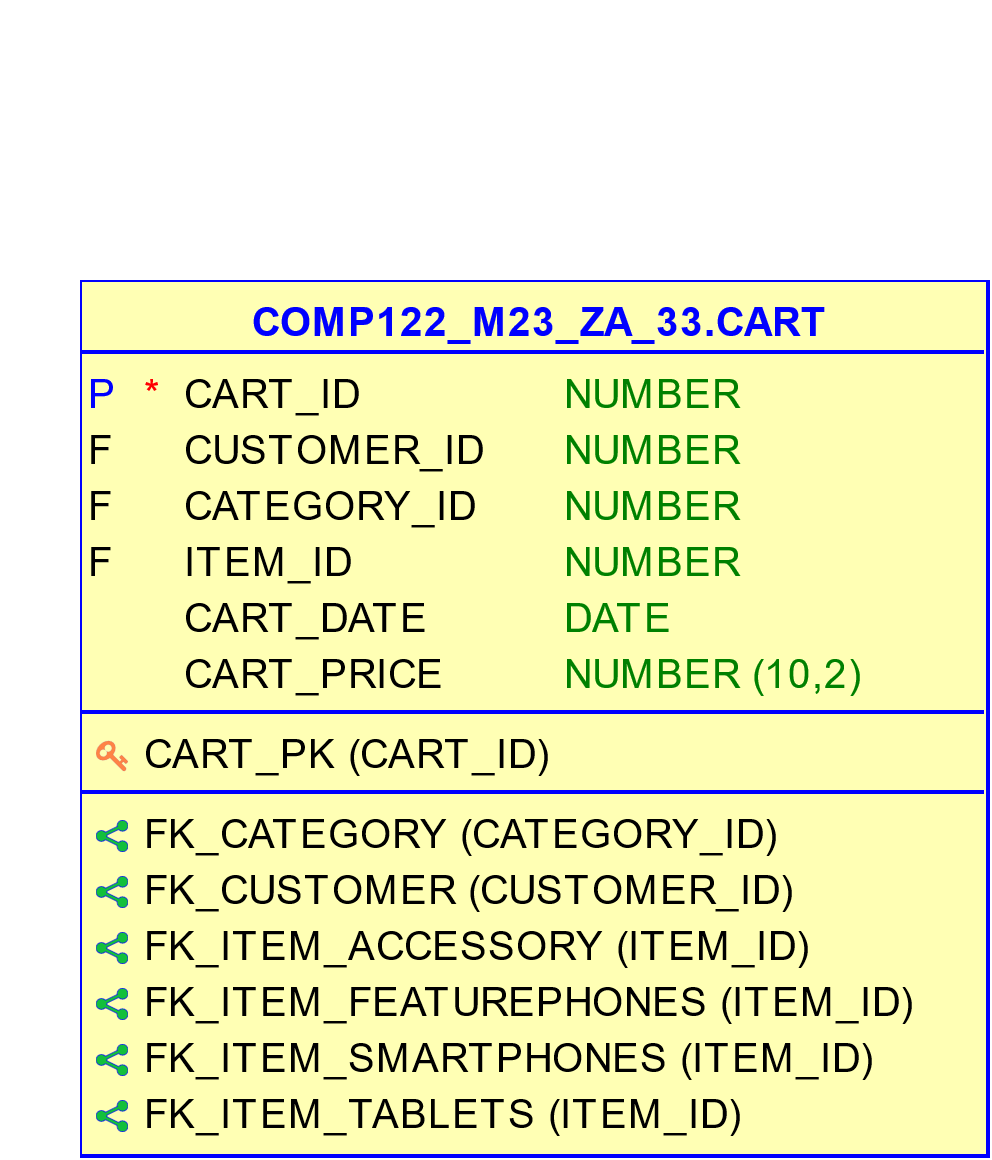 COMP122_M23_ZA_33.CART
P * CART_ID NUMBER
F CUSTOMER_ID NUMBER
F CATEGORY_ID NUMBER
F ITEM_ID NUMBER
CART_DATE DATE
CART_PRICE NUMBER (10,2)
CART_PK (CART_ID)
FK_CATEGORY (CATEGORY_ID)
FK_CUSTOMER (CUSTOMER_ID)
FK_ITEM_ACCESSORY (ITEM_ID)
FK_ITEM_FEATUREPHONES (ITEM_ID)
FK_ITEM_SMARTPHONES (ITEM_ID)
FK_ITEM_TABLETS (ITEM_ID)